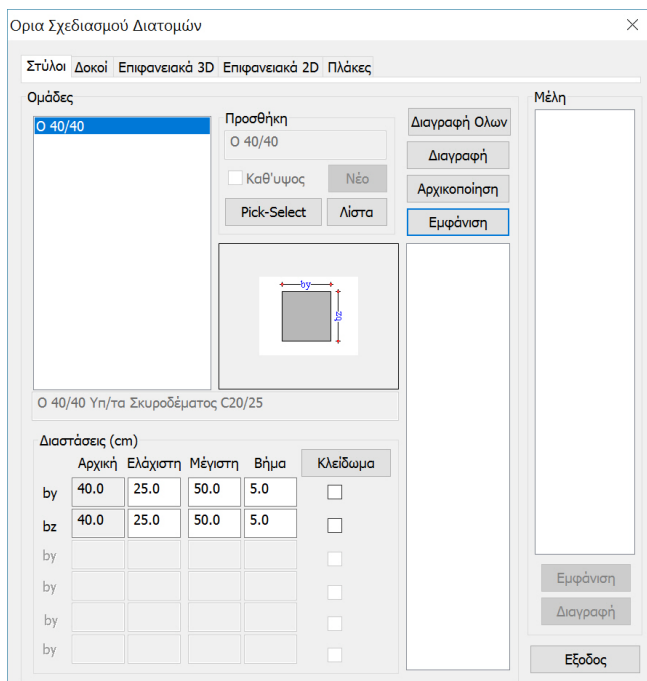 Ορια Σχεδιασμού Διατομών
Στύλοι Δοκοί Επιφανειακά 3D Επιφανειακά 2D Πλάκες
Ομάδες
Ο 40/40
Προσθήκη
Ο 40/40
Καθ'υψος Νέο
Pick-Select Λίστα
Διαγραφή Ολων
Διαγραφή
Αρχικοποίηση
Εμφάνιση
by
bz
Ο 40/40 Υπ/τα Σκυροδέματος C20/25
Διαστάσεις (cm)
Αρχική Ελάχιστη Μέγιστη Βήμα Κλείδωμα
by 40.0 25.0 50.0 5.0
bz 40.0 25.0 50.0 5.0
by
by
by
by
Μέλη
Εμφάνιση
Διαγραφή
Εξοδος